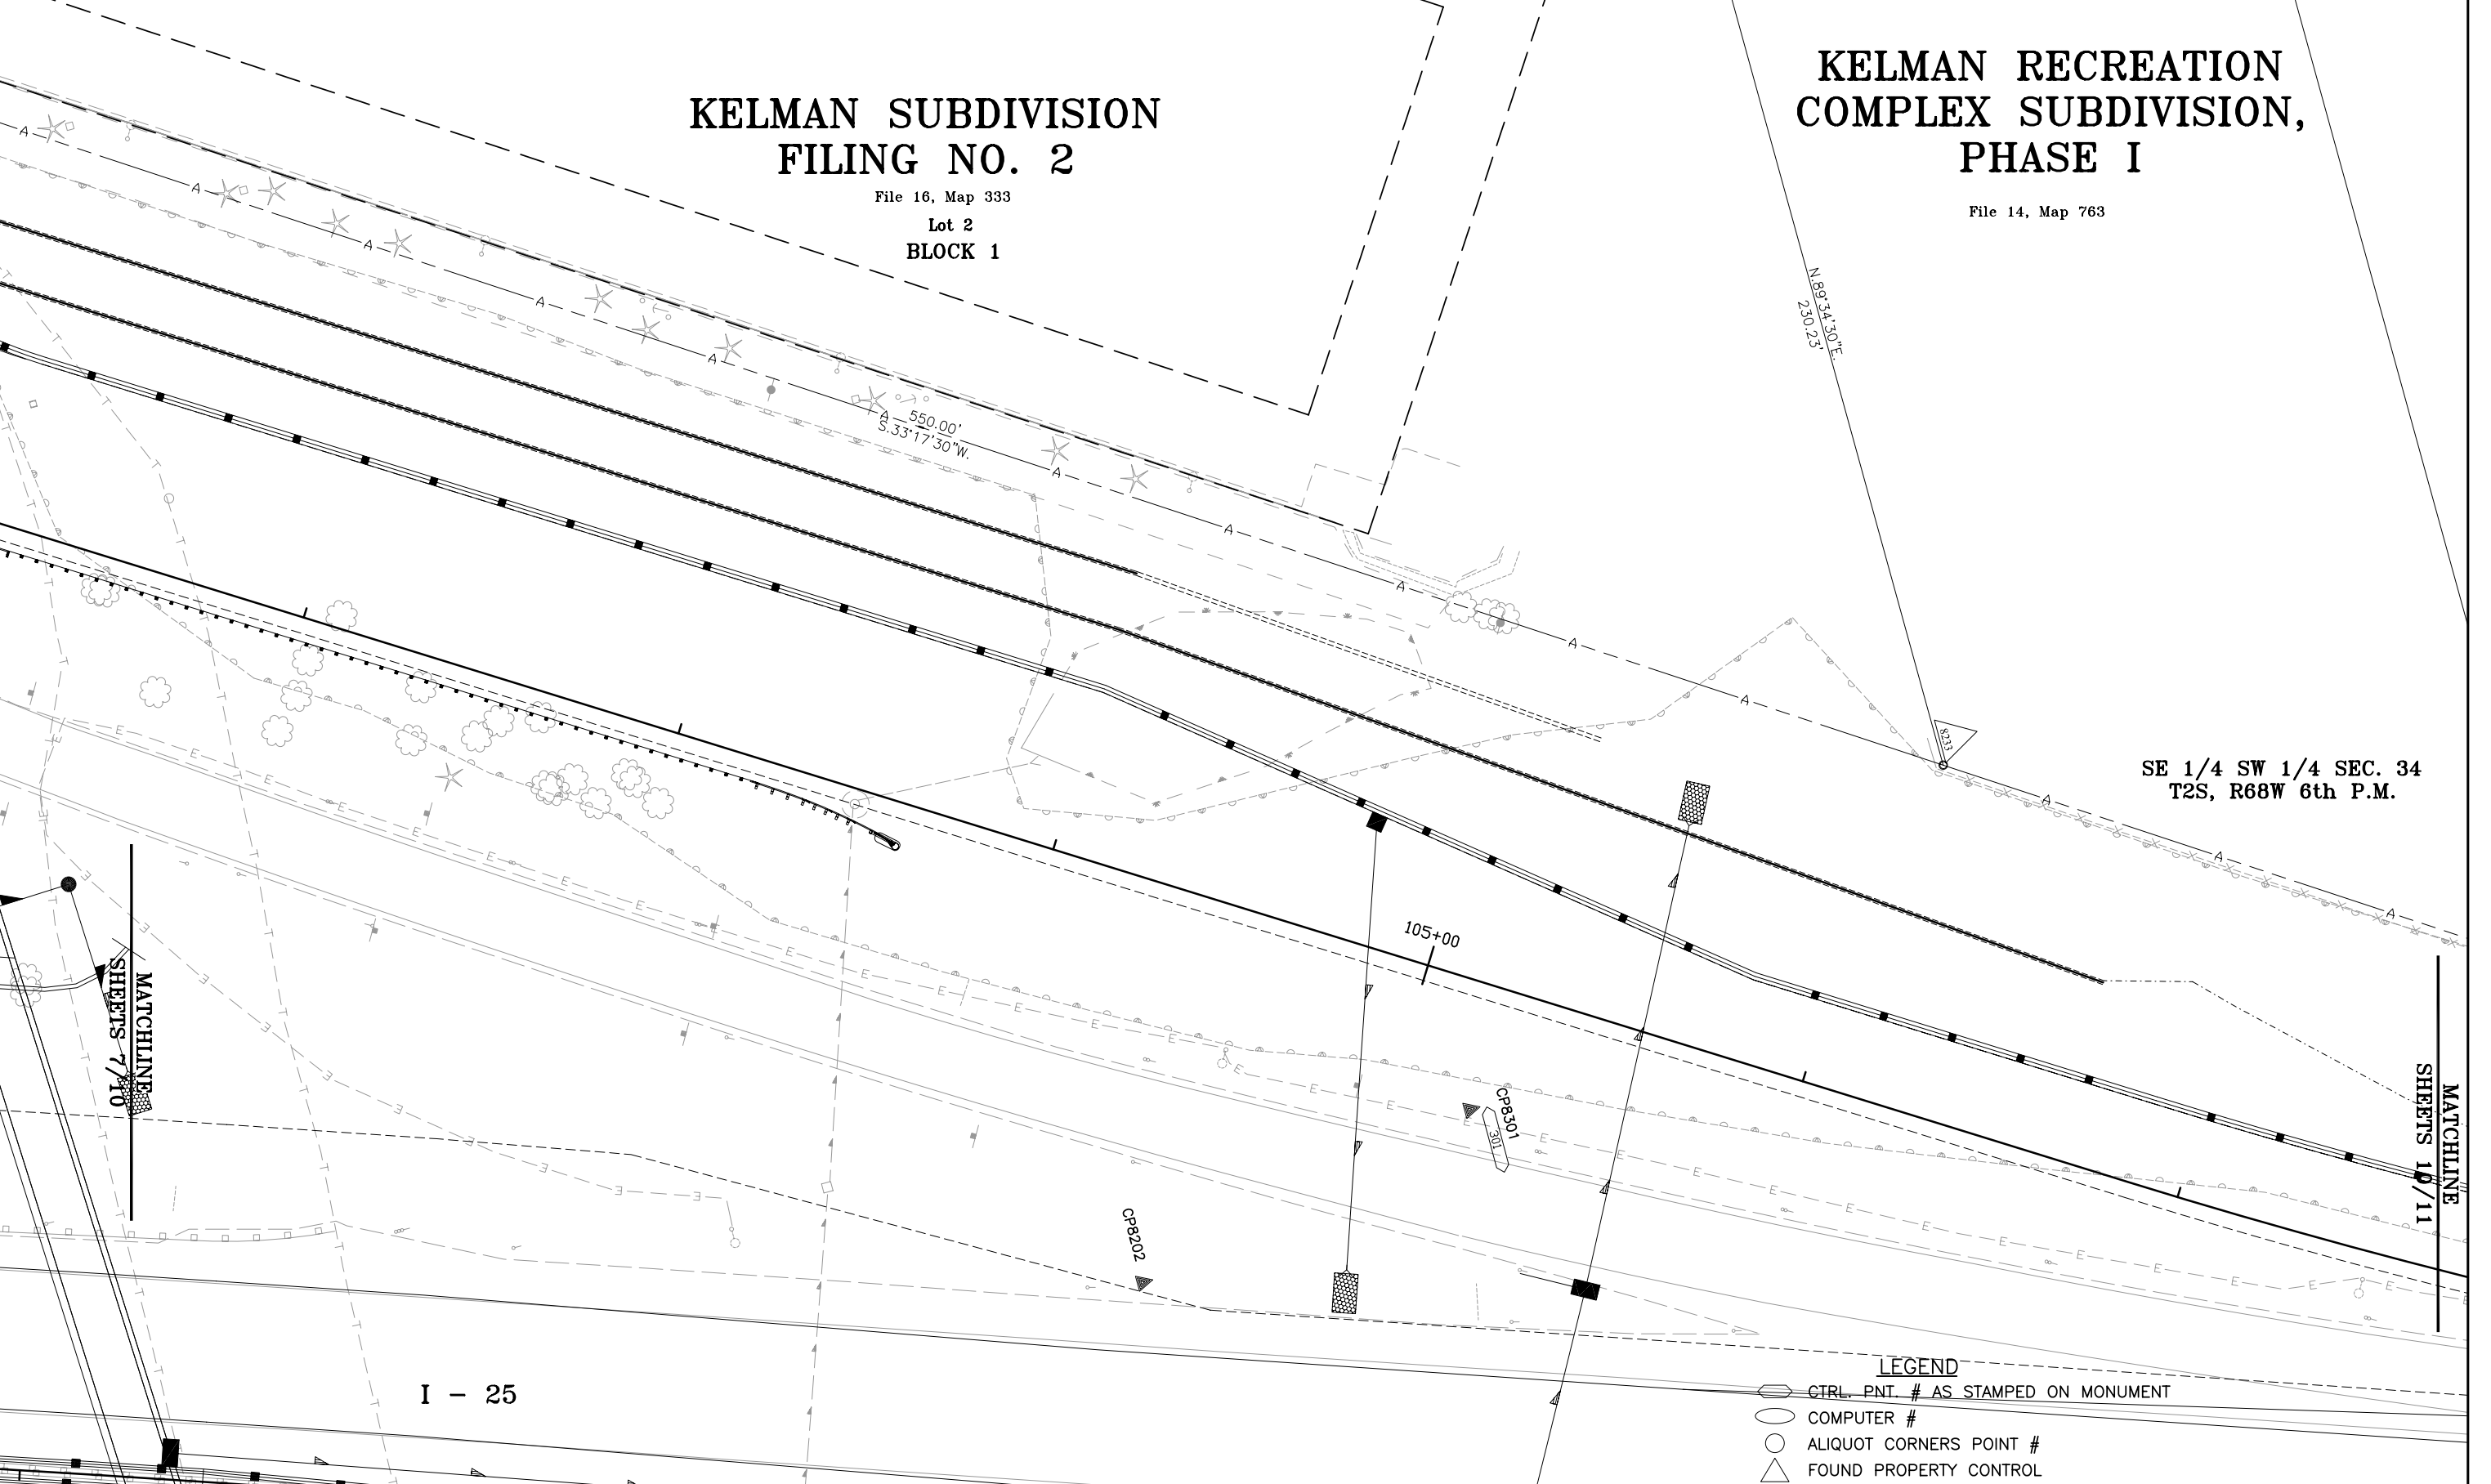 KELMAN SUBDIVISION
FILING NO. 2
File 16, Map 333
Lot 2
BLOCK 1
KELMAN RECREATION
COMPLEX SUBDIVISION,
PHASE I
File 14, Map 763
N.89°34'30"E.
230.23'
550.00'
S.33°17'30"W.
8233
SE 1/4 SW 1/4 SEC. 34
T2S, R68W 6th P.M.
105+00
MATCHLINE
SHEETS 7/10
MATCHLINE
SHEETS 10/11
CP8301
301
CP8202
I - 25
LEGEND
CTRL. PNT. # AS STAMPED ON MONUMENT
COMPUTER #
ALIQUOT CORNERS POINT #
FOUND PROPERTY CONTROL